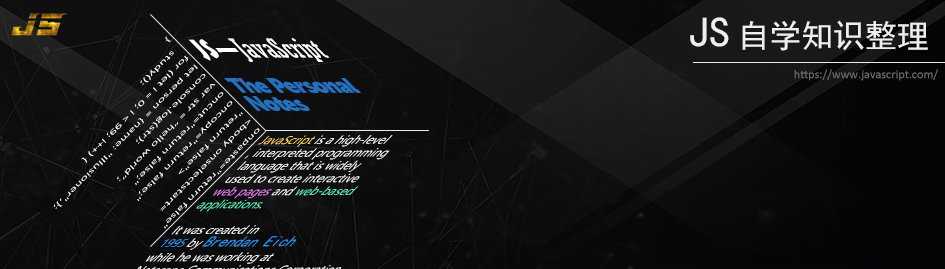 JS
JS—JavaScript
The Personal
Notes
JavaScript is a high-level
, interpreted programming
language that is widely
used to create interactive
web pages and web-based
applications.
It was created in
1995 by Brendan Eich
while he was working at
Netscape Communications Corporation
<body onselectstart=
"return false;"
onpaste="return false"
oncopy="return false;"
oncut="return false;"
var str = "hello world";
console.log(str);
let person = {name:
for (let i = 0; i < 99; i++) {
study();
}
JS 自学知识整理
https://www.javascript.com/